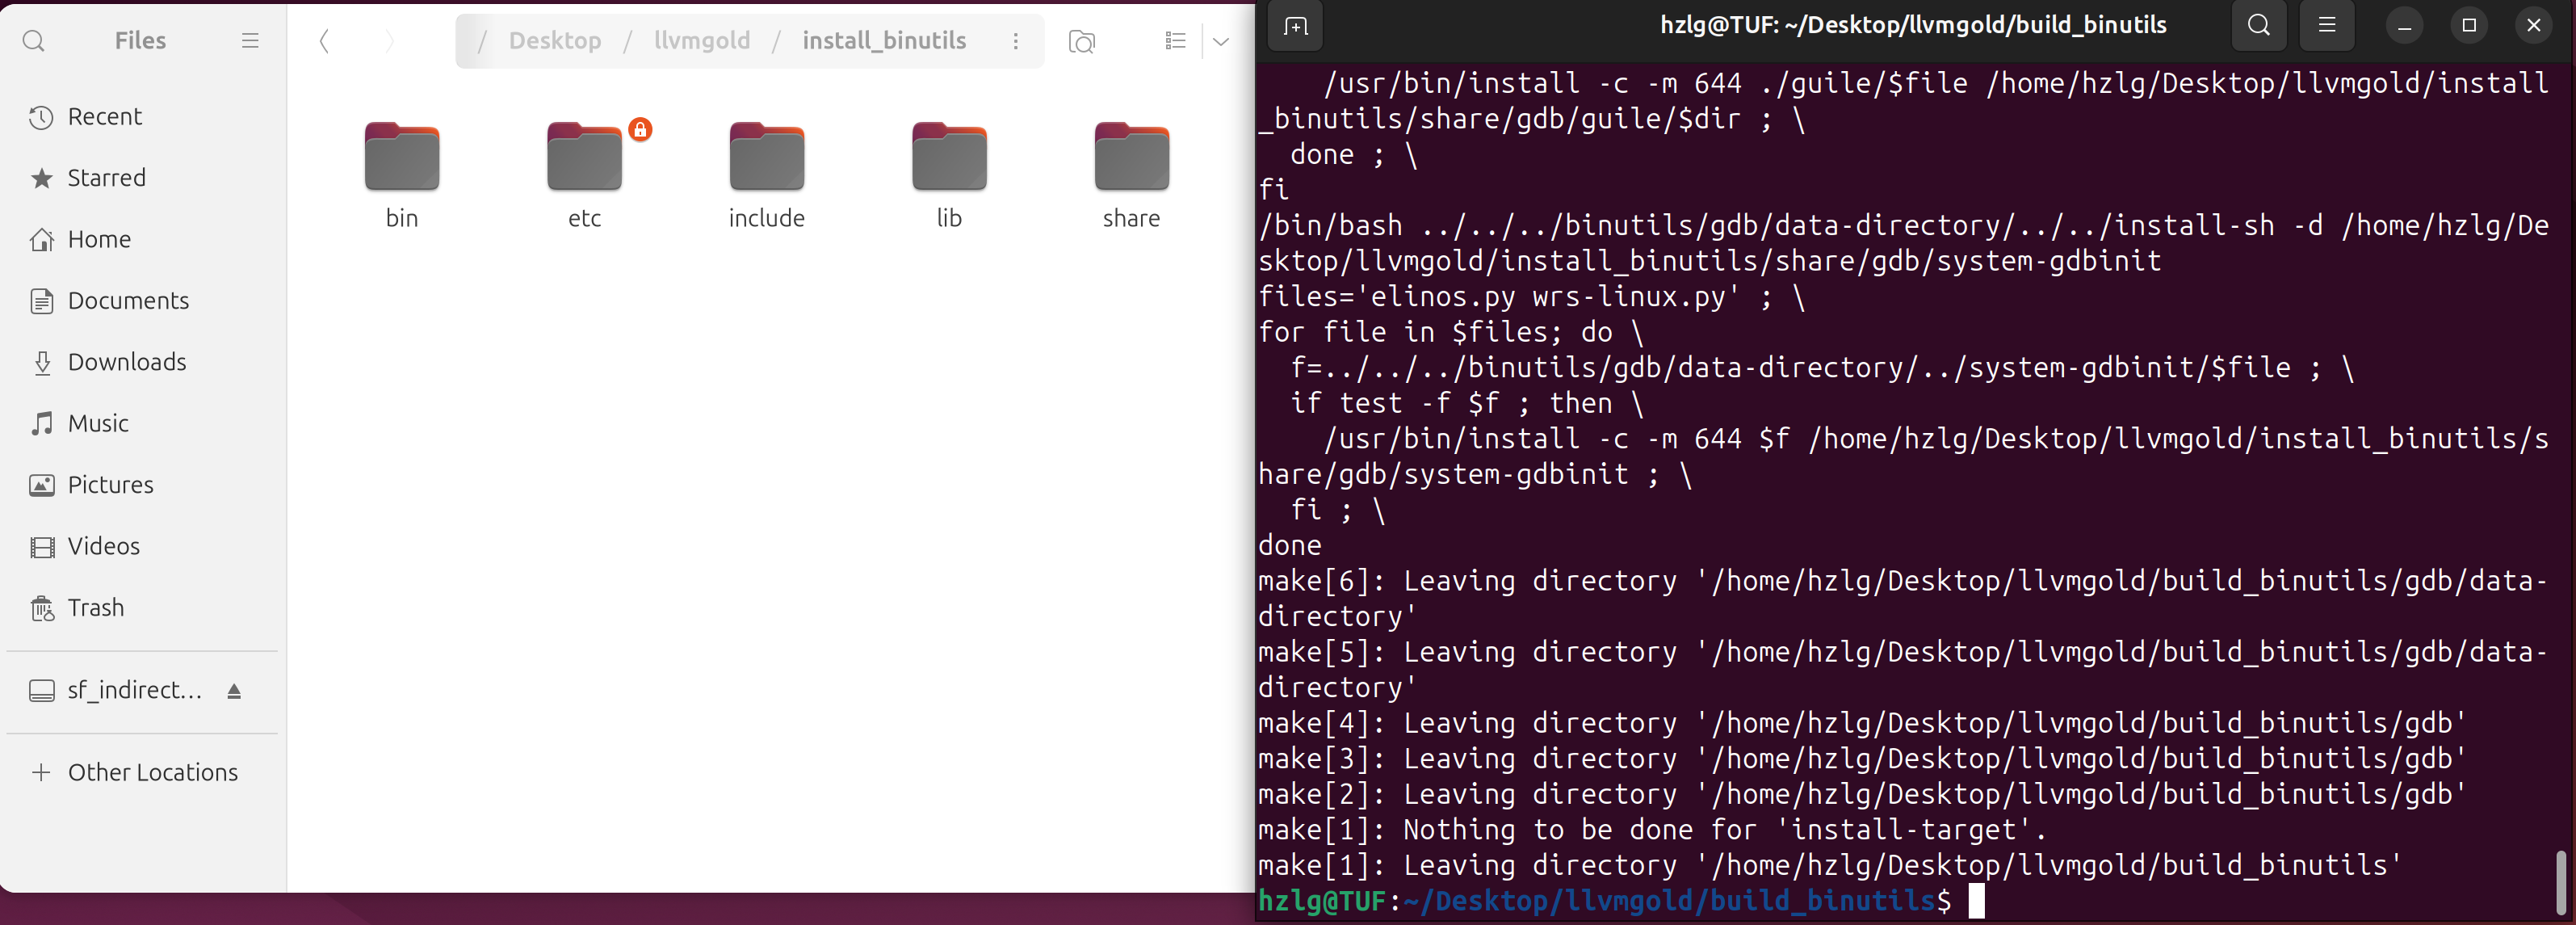 Files
Recent
Starred
Home
Documents
Downloads
Music
Pictures
Videos
Trash
sf_indirect...
Other Locations
/ Desktop / llvmgold / install_binutils
bin
etc
include
lib
share
hzlg@TUF: ~/Desktop/llvmgold/build_binutils
/usr/bin/install -c -m 644 ./guile/$file /home/hzlg/Desktop/llvmgold/install
_binutils/share/gdb/guile/$dir ; \
done ; \
fi
/bin/bash ../../../binutils/gdb/data-directory/../../install-sh -d /home/hzlg/De
sktop/llvmgold/install_binutils/share/gdb/system-gdbinit
files='elinos.py wrs-linux.py' ; \
for file in $files; do \
f=../../../binutils/gdb/data-directory/../system-gdbinit/$file ; \
if test -f $f ; then \
/usr/bin/install -c -m 644 $f /home/hzlg/Desktop/llvmgold/install_binutils/s
hare/gdb/system-gdbinit ; \
fi ; \
done
make[6]: Leaving directory '/home/hzlg/Desktop/llvmgold/build_binutils/gdb/data-
directory'
make[5]: Leaving directory '/home/hzlg/Desktop/llvmgold/build_binutils/gdb/data-
directory'
make[4]: Leaving directory '/home/hzlg/Desktop/llvmgold/build_binutils/gdb'
make[3]: Leaving directory '/home/hzlg/Desktop/llvmgold/build_binutils/gdb'
make[2]: Leaving directory '/home/hzlg/Desktop/llvmgold/build_binutils/gdb'
make[1]: Nothing to be done for 'install-target'.
make[1]: Leaving directory '/home/hzlg/Desktop/llvmgold/build_binutils'
hzlg@TUF:~/Desktop/llvmgold/build_binutils$